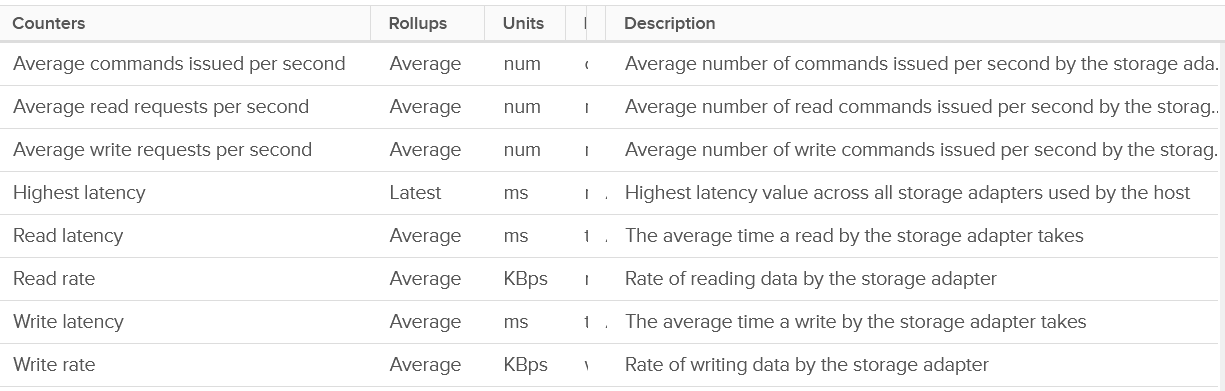 Counters Rollups Units Description
Average commands issued per second Average num Average number of commands issued per second by the storage ada.
Average read requests per second Average num Average number of read commands issued per second by the storag..
Average write requests per second Average num Average number of write commands issued per second by the storag.
Highest latency Latest ms Highest latency value across all storage adapters used by the host
Read latency Average ms The average time a read by the storage adapter takes
Read rate Average KBps Rate of reading data by the storage adapter
Write latency Average ms The average time a write by the storage adapter takes
Write rate Average KBps Rate of writing data by the storage adapter